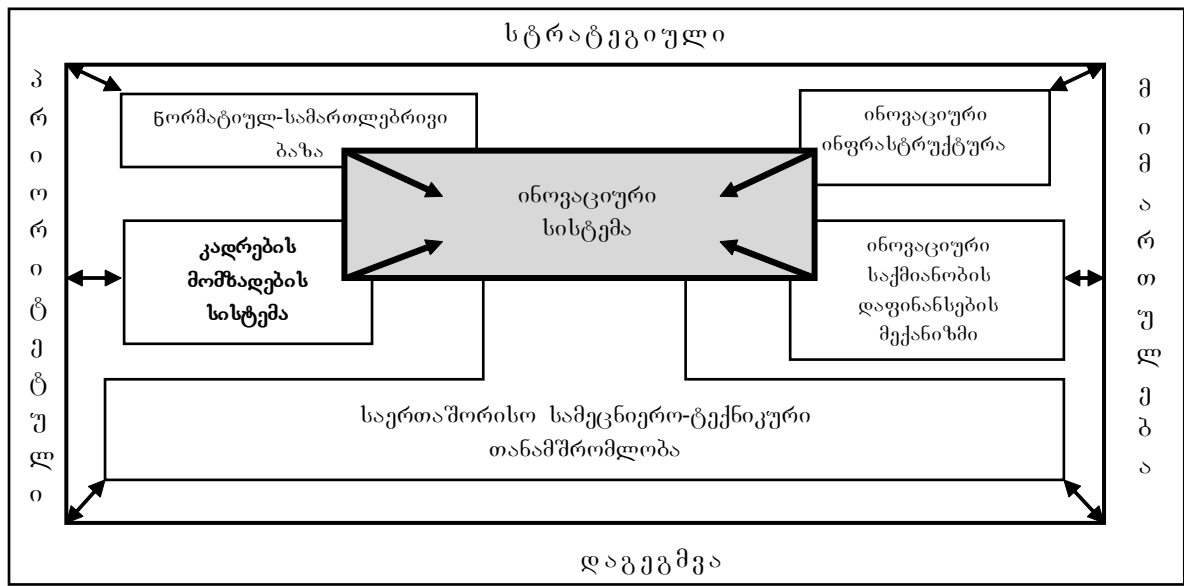 სტრატეგიული
პრიორიტეტული
ნორმატიულ-სამართლებრივი
ბაზა
ინოვაციური
ინფრასტრუქტურა
ინოვაციური
სისტემა
კადრების
მომზადების
სისტემა
ინოვაციური
საქმიანობის
დაფინანსების
მექანიზმი
საერთაშორისო სამეცნიერო-ტექნიკური
თანამშრომლობა
მიმართულება
დაგეგმვა